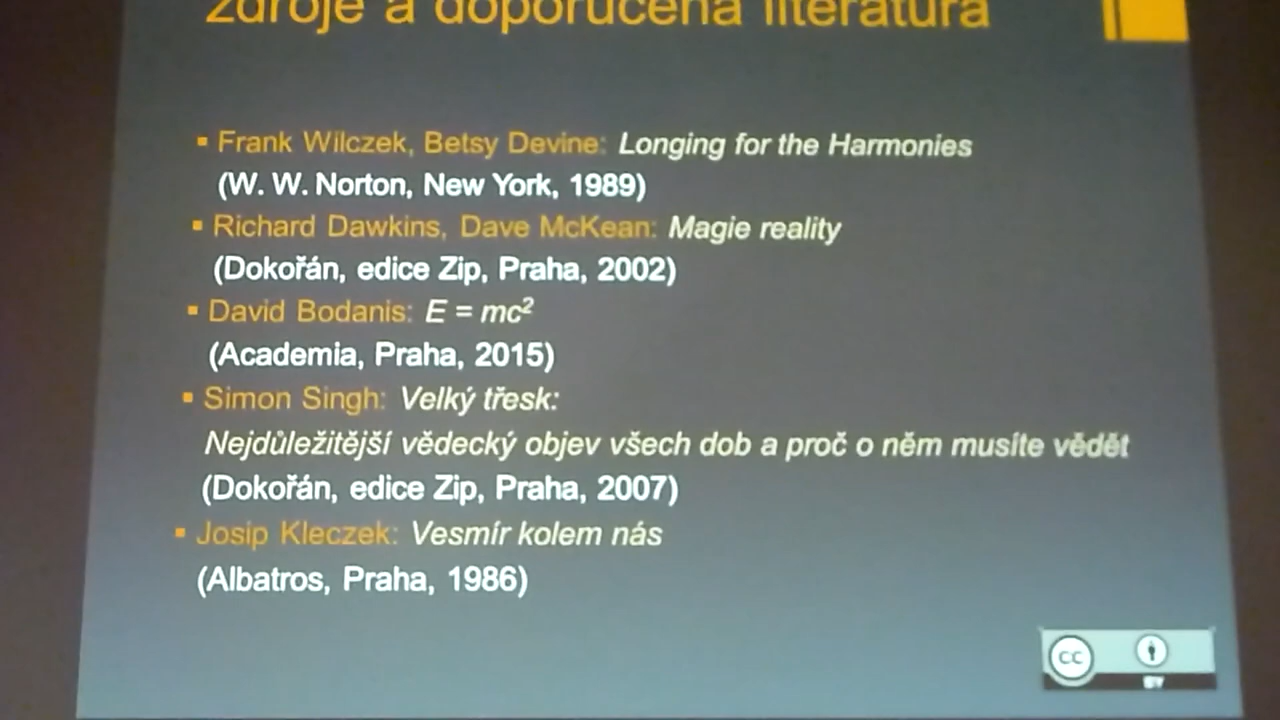 zdroje a doporučená literatura
▪ Frank Wilczek, Betsy Devine: Longing for the Harmonies
(W. W. Norton, New York, 1989)
▪ Richard Dawkins, Dave McKean: Magie reality
(Dokořán, edice Zip, Praha, 2002)
▪ David Bodanis: E = mc²
(Academia, Praha, 2015)
▪ Simon Singh: Velký třesk:
Nejdůležitější vědecký objev všech dob a proč o něm musíte vědět
(Dokořán, edice Zip, Praha, 2007)
▪ Josip Kleczek: Vesmír kolem nás
(Albatros, Praha, 1986)
cc
BY